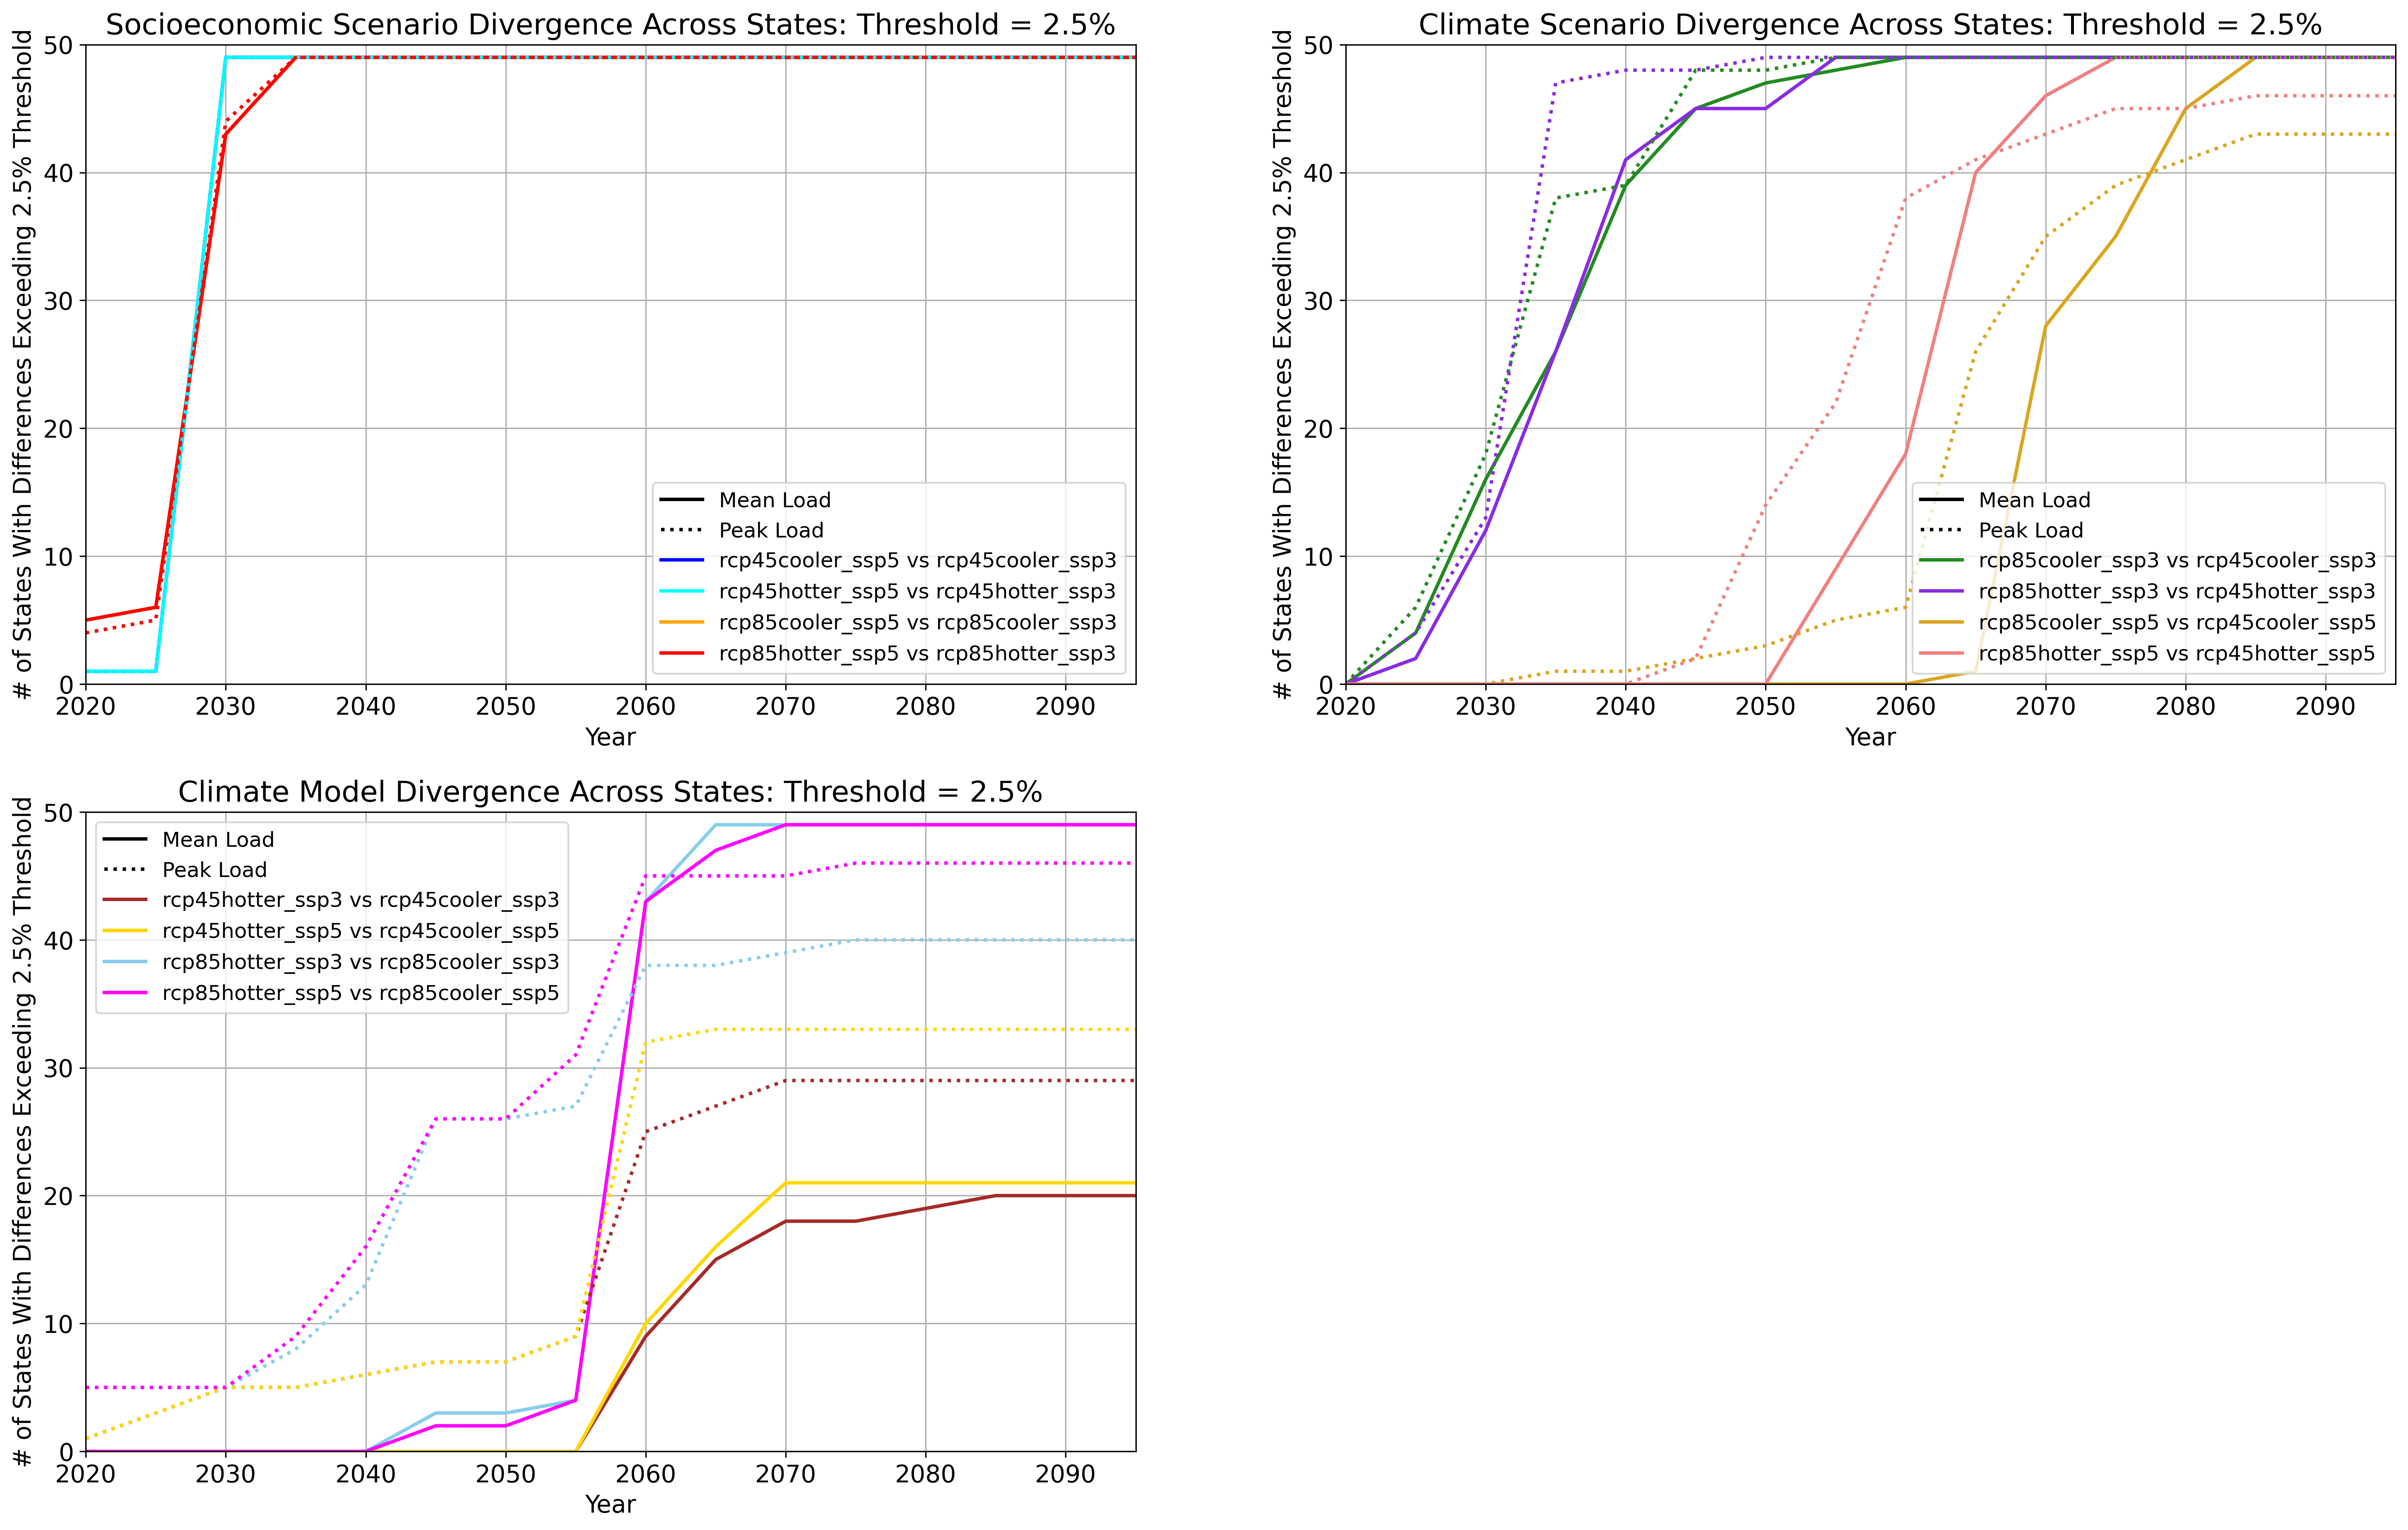 Socioeconomic Scenario Divergence Across States: Threshold = 2.5%
# of States With Differences Exceeding 2.5% Threshold
50
40
30
20
10
0
Mean Load
Peak Load
rcp45cooler_ssp5 vs rcp45cooler_ssp3
rcp45hotter_ssp5 vs rcp45hotter_ssp3
rcp85cooler_ssp5 vs rcp85cooler_ssp3
rcp85hotter_ssp5 vs rcp85hotter_ssp3
2020 2030 2040 2050 2060 2070 2080 2090
Year
Climate Scenario Divergence Across States: Threshold = 2.5%
# of States With Differences Exceeding 2.5% Threshold
50
40
30
20
10
0
Mean Load
Peak Load
rcp85cooler_ssp3 vs rcp45cooler_ssp3
rcp85hotter_ssp3 vs rcp45hotter_ssp3
rcp85cooler_ssp5 vs rcp45cooler_ssp5
rcp85hotter_ssp5 vs rcp45hotter_ssp5
2020 2030 2040 2050 2060 2070 2080 2090
Year
Climate Model Divergence Across States: Threshold = 2.5%
# of States With Differences Exceeding 2.5% Threshold
50
40
30
20
10
0
Mean Load
Peak Load
rcp45hotter_ssp3 vs rcp45cooler_ssp3
rcp45hotter_ssp5 vs rcp45cooler_ssp5
rcp85hotter_ssp3 vs rcp85cooler_ssp3
rcp85hotter_ssp5 vs rcp85cooler_ssp5
2020 2030 2040 2050 2060 2070 2080 2090
Year